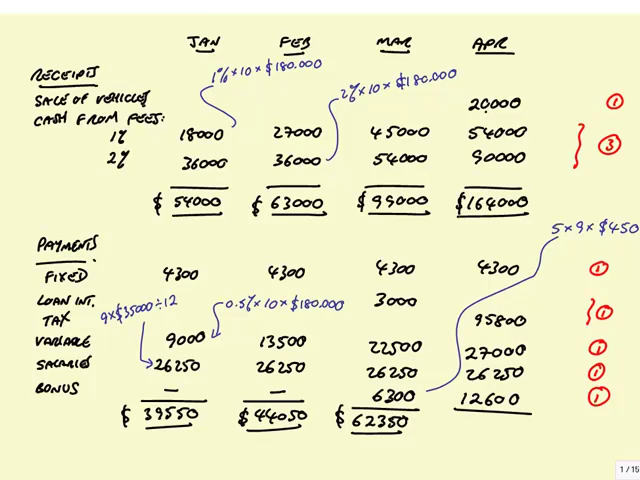 JAN FEB MAR APR
1% × 10 × $180.000
RECEIPTS
2% × 10 × $180.000
SALE OF VEHICLES 20000 1
CASH FROM FEES:
1% 18000 27000 45000 54000
3
2% 36000 36000 54000 90000
$ 54000 $ 63000 $ 99000 $ 164000
5 × 9 × $450
PAYMENTS
FIXED 4300 4300 4300 4300 1
LOAN INT. 9 × $35000 ÷ 12 0.5% × 10 × $180.000 3000
1
TAX 95800
VARIABLE 9000 13500 22500 27000 1
SALARIES 26250 26250 26250 26250 1
BONUS — — 6300 12600 1
$ 39550 $ 44050 $ 62350
1 / 15